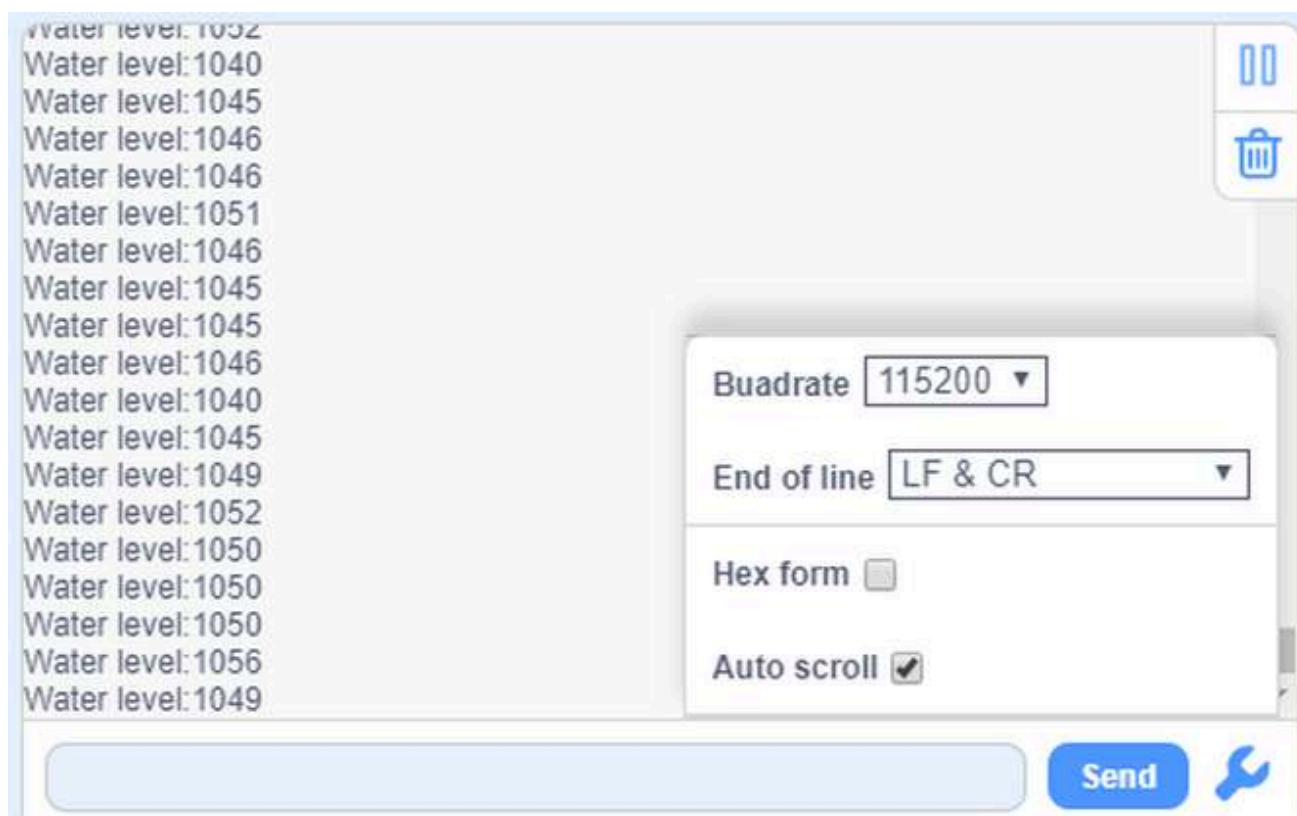 Water level:1052
Water level:1040
Water level:1045
Water level:1046
Water level:1046
Water level:1051
Water level:1046
Water level:1045
Water level:1045
Water level:1046
Water level:1040
Water level:1045
Water level:1049
Water level:1052
Water level:1050
Water level:1050
Water level:1050
Water level:1056
Water level:1049
Buadrate 115200
End of line LF & CR
Hex form
Auto scroll
Send